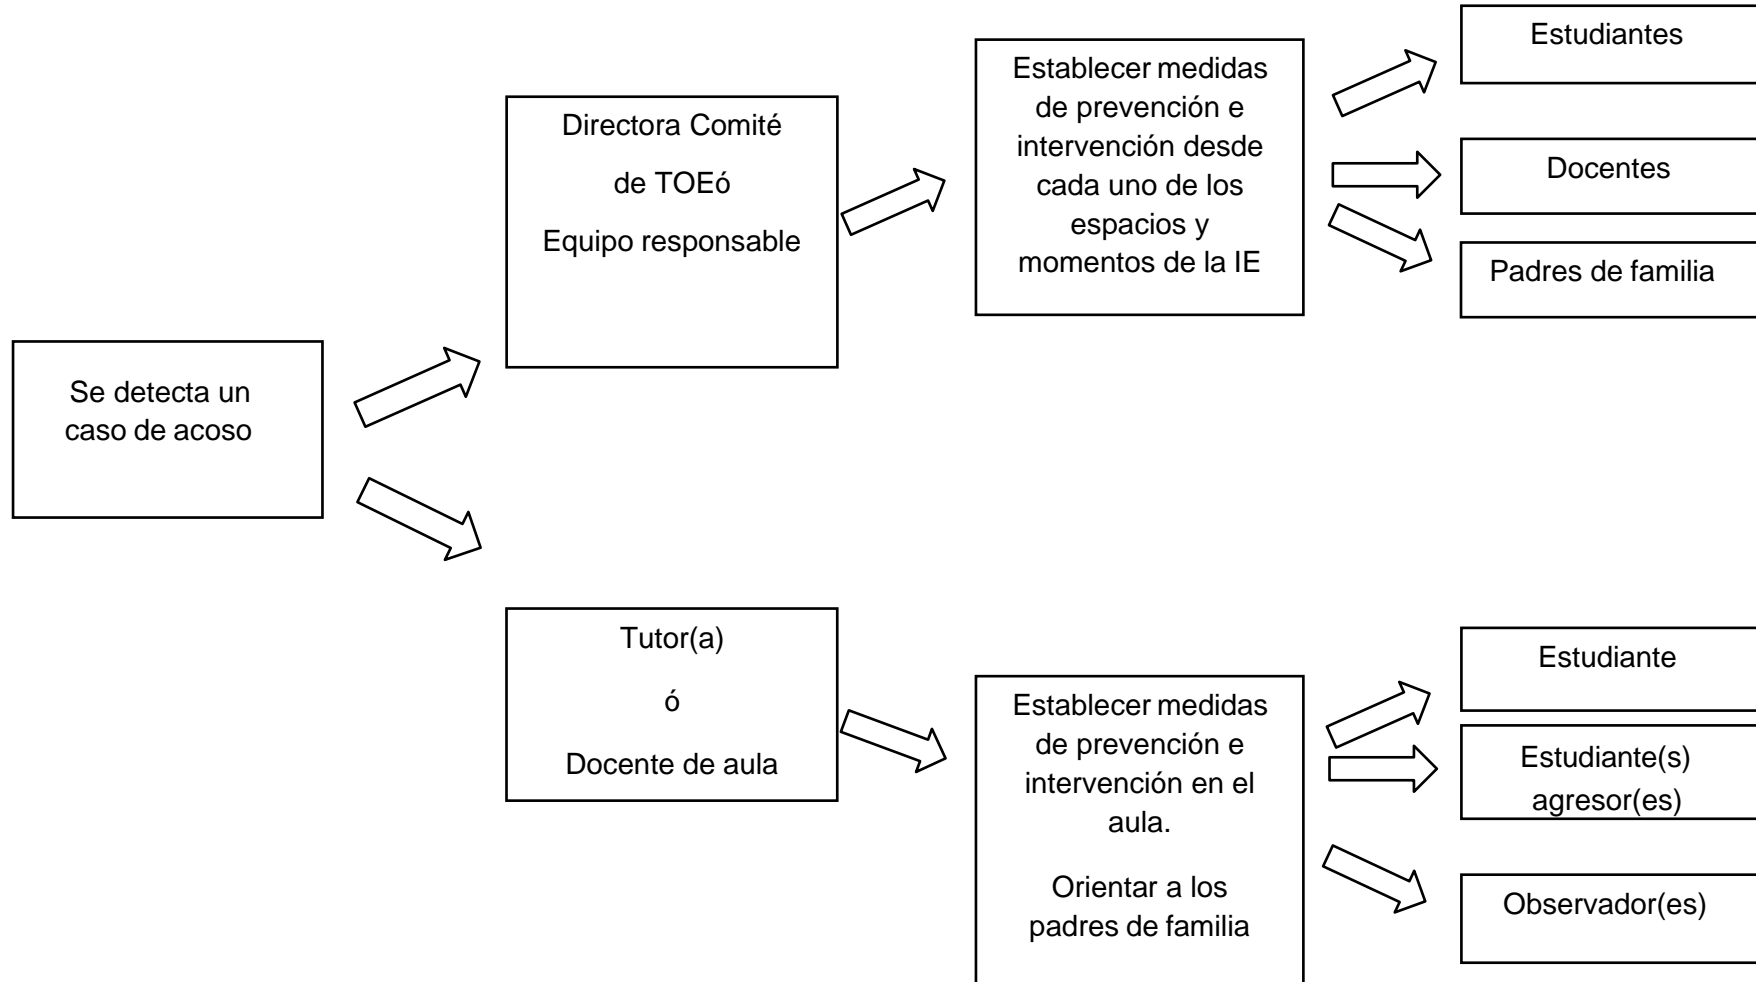 Se detecta un
caso de acoso
Directora Comité
de TOEó
Equipo responsable
Establecer medidas
de prevención e
intervención desde
cada uno de los
espacios y
momentos de la IE
Estudiantes
Docentes
Padres de familia
Tutor(a)
ó
Docente de aula
Establecer medidas
de prevención e
intervención en el
aula.
Orientar a los
padres de familia
Estudiante
Estudiante(s)
agresor(es)
Observador(es)